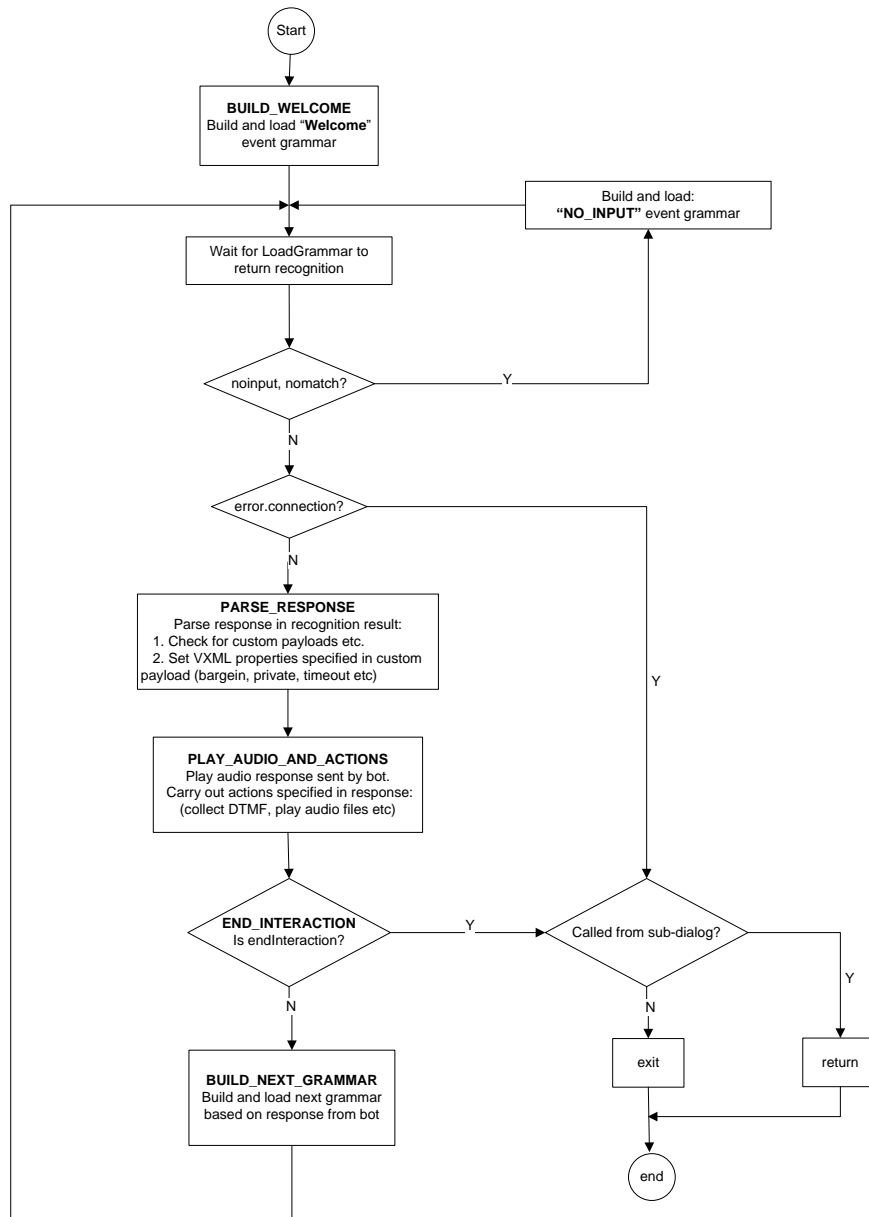 Start
BUILD_WELCOME
Build and load “Welcome”
event grammar
Build and load:
“NO_INPUT” event grammar
Wait for LoadGrammar to
return recognition
noinput, nomatch?
Y
N
error.connection?
N
PARSE_RESPONSE
Parse response in recognition result:
1. Check for custom payloads etc.
2. Set VXML properties specified in custom
payload (bargein, private, timeout etc)
Y
PLAY_AUDIO_AND_ACTIONS
Play audio response sent by bot.
Carry out actions specified in response:
(collect DTMF, play audio files etc)
END_INTERACTION
Is endInteraction?
Y
Called from sub-dialog?
Y
N
N
BUILD_NEXT_GRAMMAR
Build and load next grammar
based on response from bot
exit
return
end